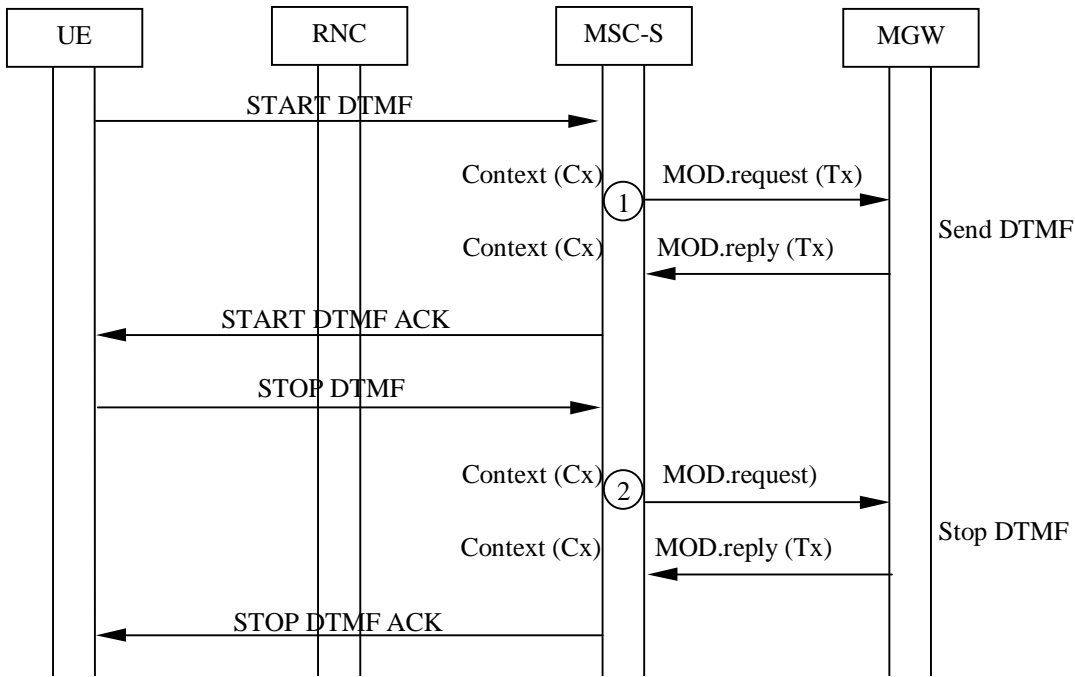 UE
RNC
MSC-S
MGW
START DTMF
Context (Cx)
MOD.request (Tx)
1
Send DTMF
Context (Cx)
MOD.reply (Tx)
START DTMF ACK
STOP DTMF
Context (Cx)
MOD.request)
2
Stop DTMF
Context (Cx)
MOD.reply (Tx)
STOP DTMF ACK